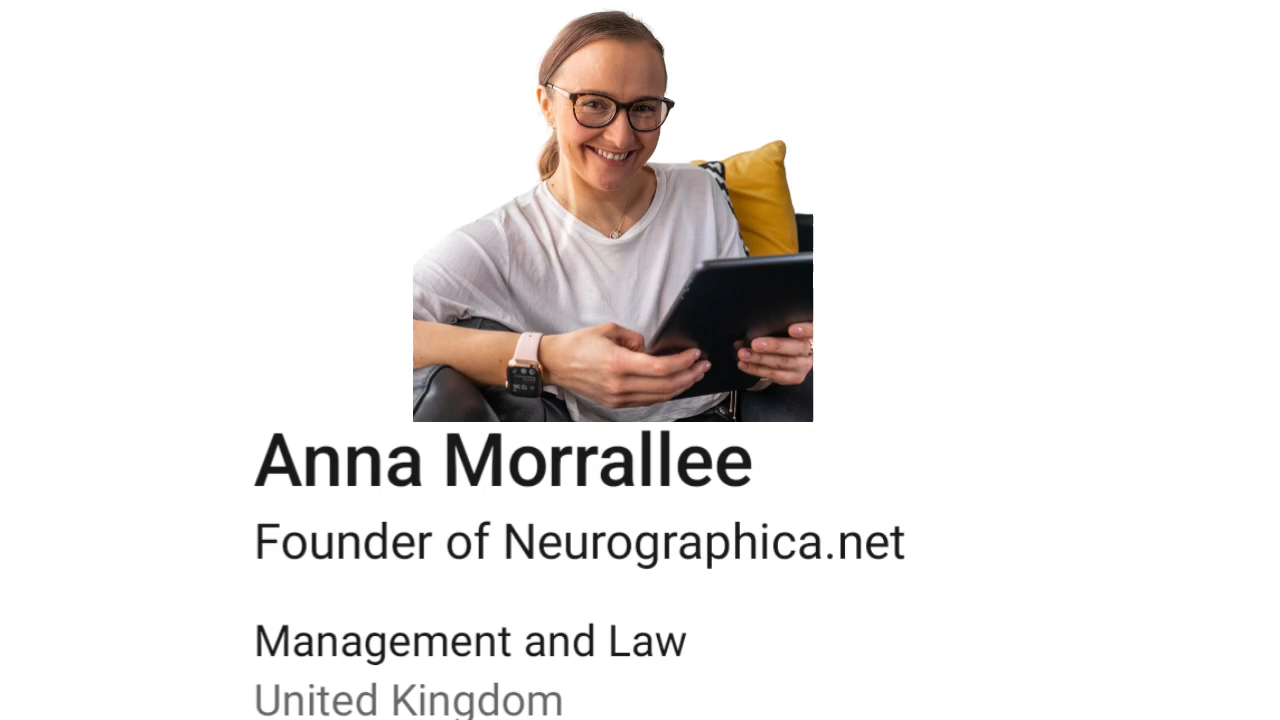 Anna Morrallee
Founder of Neurographica.net
Management and Law
United Kingdom